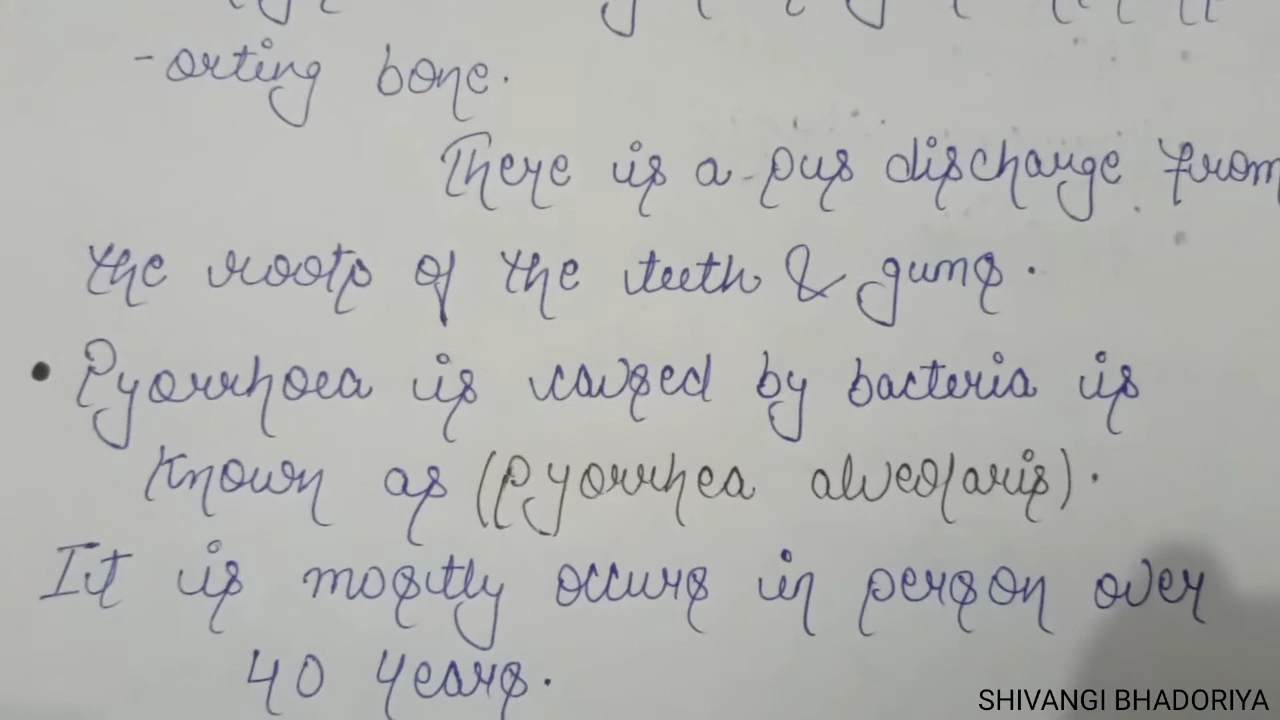 -orting bone.
There is a pus discharge from
the roots of the teeth & gums.
• Pyorrhoea is caused by bacteria is
known as (Pyorrhea alveolaris).
It is mostly occurs in person over
40 years.
SHIVANGI BHADORIYA